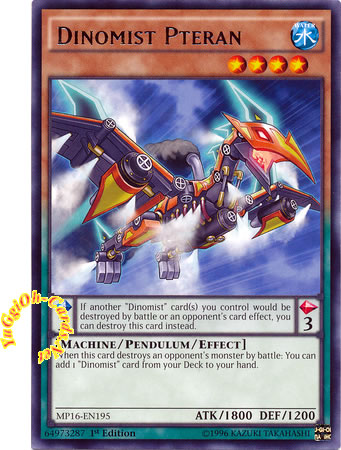 DINOMIST PTERAN
WATER
水
If another "Dinomist" card(s) you control would be
destroyed by battle or an opponent's card effect, you
can destroy this card instead.
3
[MACHINE/PENDULUM/EFFECT]
When this card destroys an opponent's monster by battle: You can
add 1 "Dinomist" card from your Deck to your hand.
MP16-EN195
ATK/1800 DEF/1200
64973287 1st Edition
©1996 KAZUKI TAKAHASHI